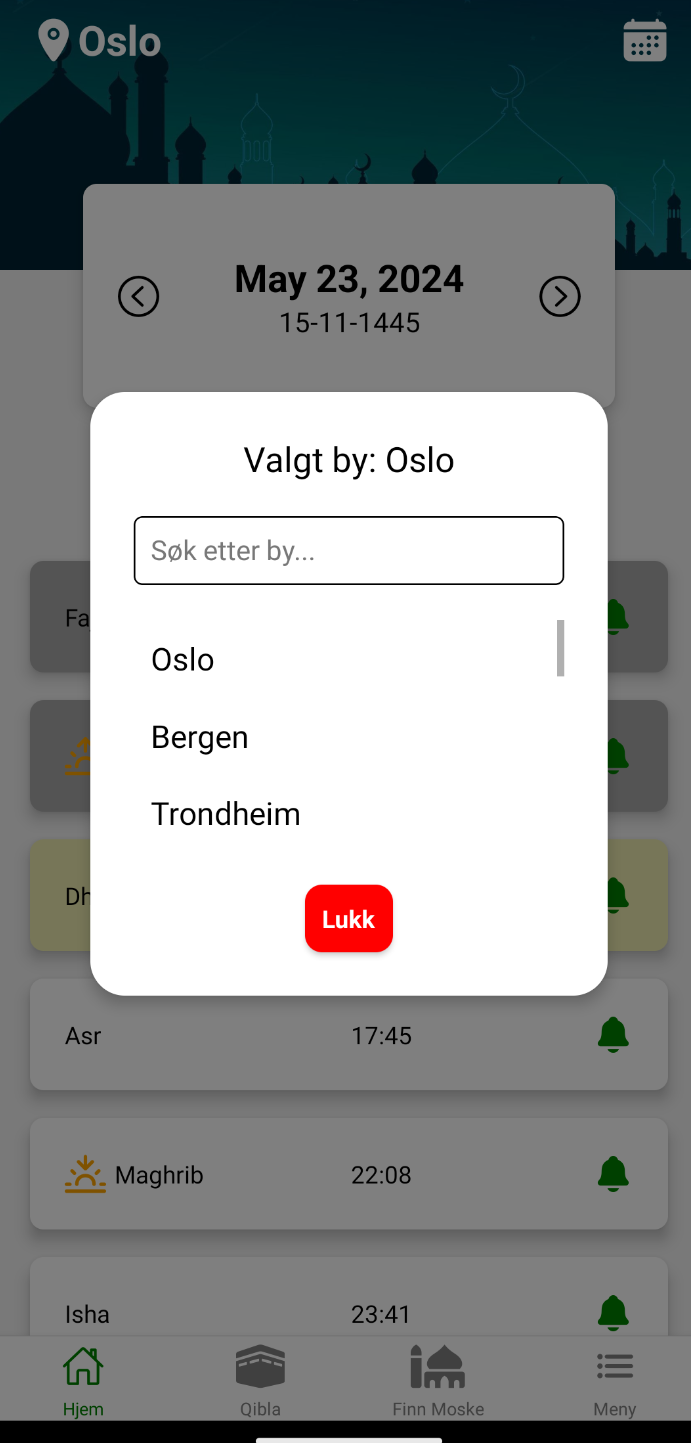 Oslo
May 23, 2024
15-11-1445
Valgt by: Oslo
Søk etter by...
Oslo
Bergen
Trondheim
Lukk
Fa
Dh
Asr 17:45
Maghrib 22:08
Isha 23:41
Hjem Qibla Finn Moske Meny